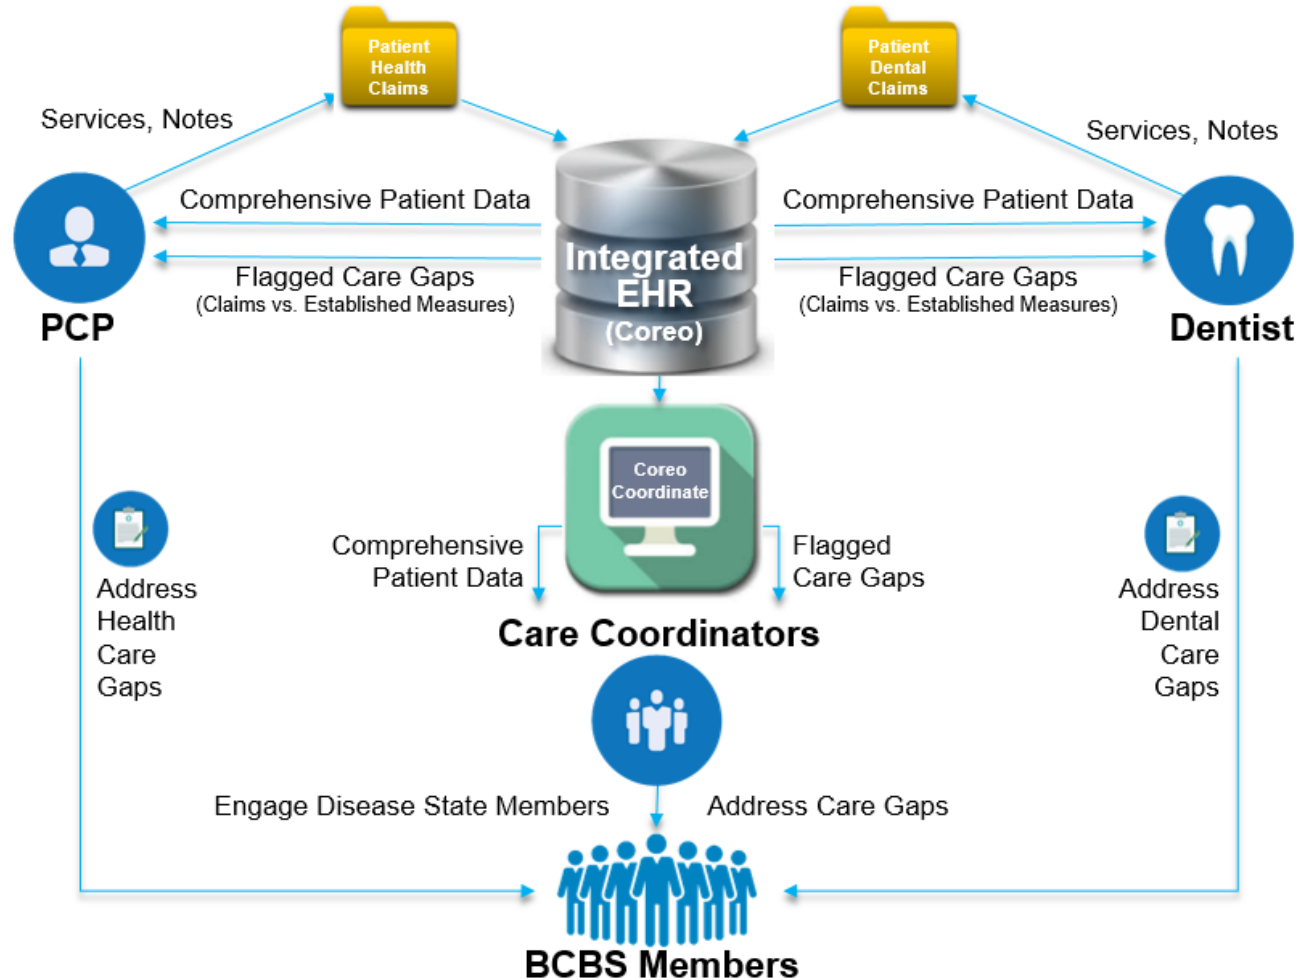 Patient
Health
Claims
Patient
Dental
Claims
Services, Notes
Services, Notes
Comprehensive Patient Data
Comprehensive Patient Data
Flagged Care Gaps
(Claims vs. Established Measures)
Integrated
EHR
(Coreo)
Flagged Care Gaps
(Claims vs. Established Measures)
PCP
Dentist
Coreo
Coordinate
Comprehensive
Patient Data
Flagged
Care Gaps
Address
Health
Care
Gaps
Address
Dental
Care
Gaps
Care Coordinators
Engage Disease State Members
Address Care Gaps
BCBS Members